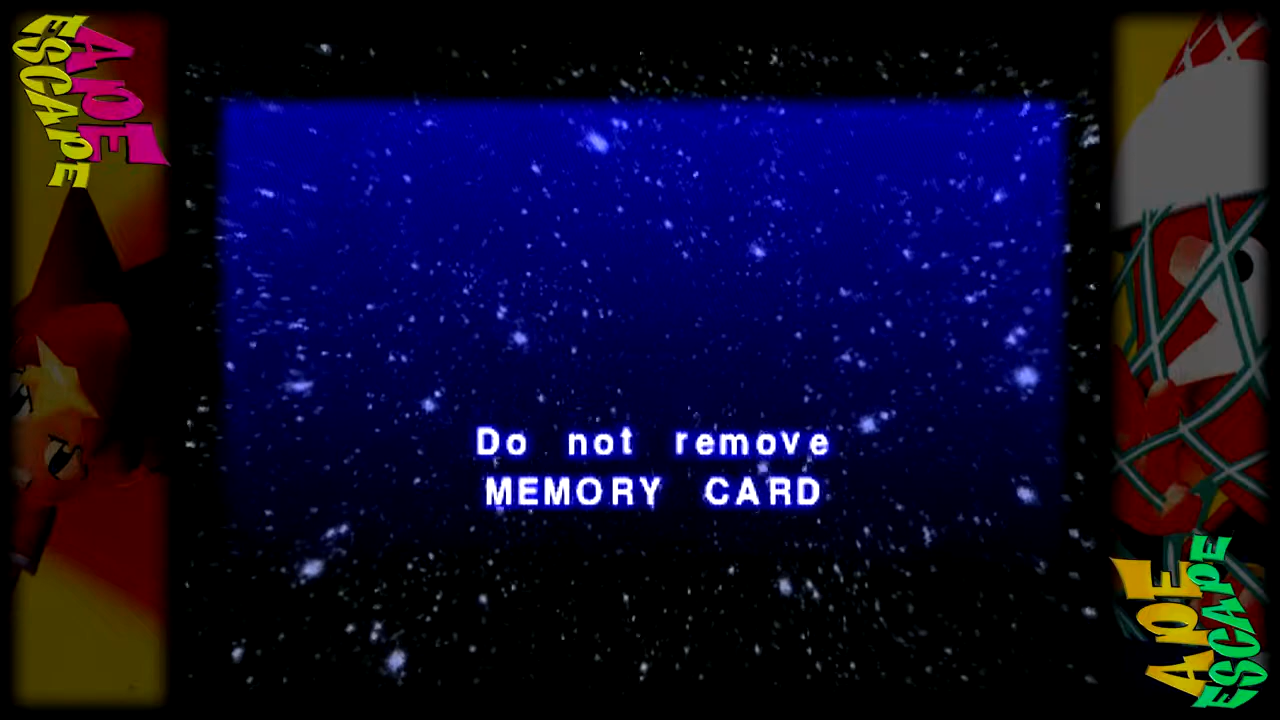 APE
ESCAPE
Do not remove
MEMORY CARD
APE
ESCAPE